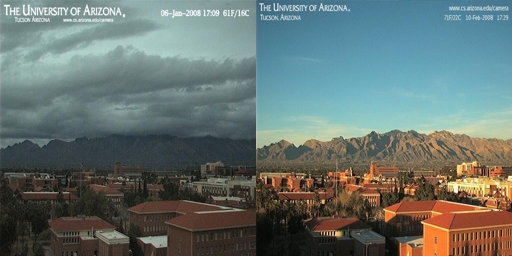 THE UNIVERSITY OF ARIZONA.
TUCSON ARIZONA www.cs.arizona.edu/camera
06-Jan-2008 17:09 61F/16C
THE UNIVERSITY OF ARIZONA.
TUCSON, ARIZONA
www.cs.arizona.edu/camera
71F/22C 10-Feb-2008 17:29